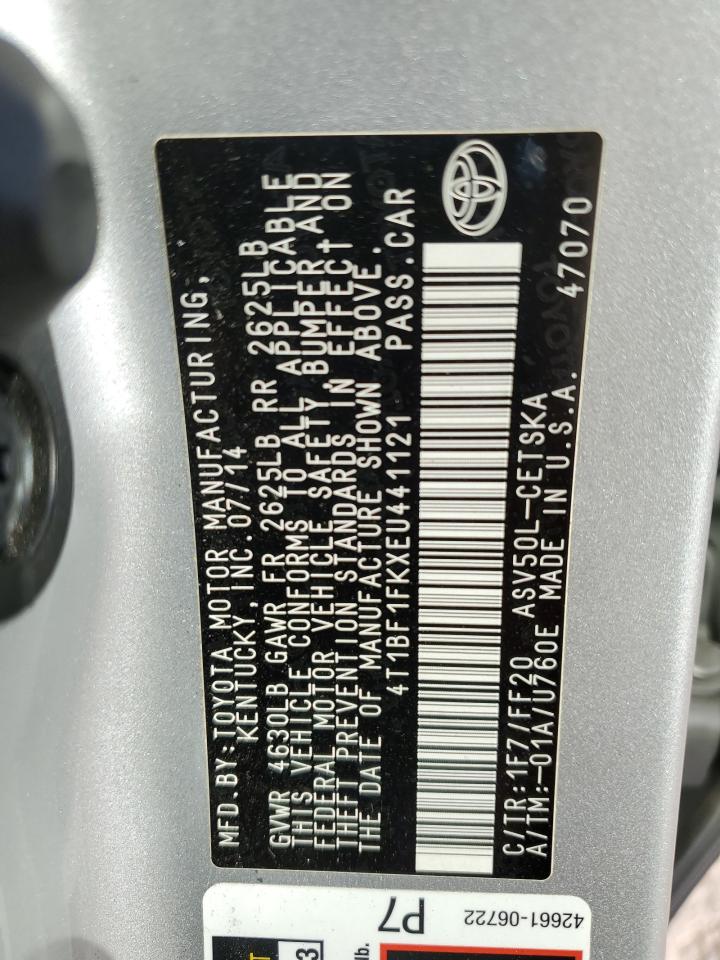 MFD.BY:TOYOTA MOTOR MANUFACTURING,
KENTUCKY,INC.07/14
GVWR 4630LB GAWR FR 2625LB RR 2625LB
THIS VEHICLE CONFORMS TO ALL APPLICABLE
FEDERAL MOTOR VEHICLE SAFETY,BUMPER,AND
THEFT PREVENTION STANDARDS IN EFFECT ON
THE DATE OF MANUFACTURE SHOWN ABOVE.
4T1BF1FKXEU441121 PASS.CAR
C/TR:1F7/FF20 ASV50L-CETSKA
A/TM:-01A/U760E MADE IN U.S.A. 47070
P7
42661-06722
3
lb.